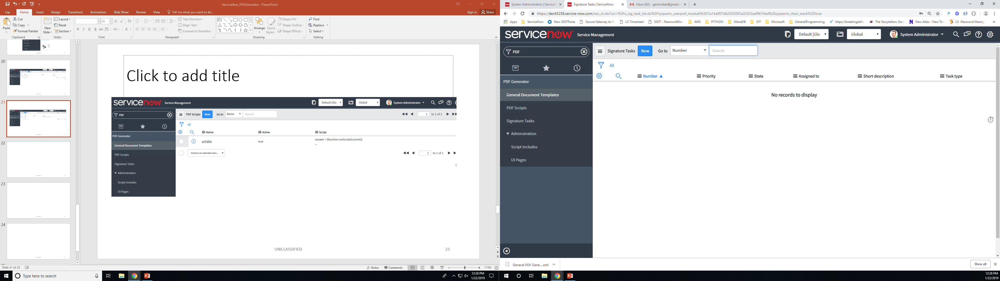 ServiceNow_PDGGenerator - PowerPoint
File Home Insert Design Transitions Animations Slide Show Review View Tell me what you want to do... Sign in Share
Paste
Cut
Copy
Format Painter
Clipboard
New
Slide
Layout
Reset
Section
Slides
28
B I U S abc AV Aa A
Font
Text Direction
Align Text
Convert to SmartArt
Paragraph
Arrange
Quick
Styles
Shape Fill
Shape Outline
Shape Effects
Drawing
Find
Replace
Select
Editing
20
21
22
23
24
Click to add title
servicenow Service Management Default [Glo Global System Administrator
PDF
PDF Scripts New Go to Name Search 1 to 1 of 1
All
Name Active Script
PDF Generator
General Document Templates
PDF Scripts
Signature Tasks
Adminstration
Script Includes
UI Pages
poTable true answer = (function runScript(current){
...
Actions on selected rows... 1 to 1 of 1
UNCLASSIFIED 21
Slide 21 of 25 Notes Comments 115%
Type here to search
12:28 PM
1/22/2019
System Administration | ServiceN Signature Tasks | ServiceNow Inbox (62) - genmoltek@gmail.c
https://dev65258.service-now.com/nav_to.do?uri=%2Fu_sig_task_list.do%3Fsysparm_userpref_module%3D1a14a907db2032005a32f23aaf9619ad%26sysparm_clear_stack%3Dtrue
Apps ServiceNow New GDITPorta Secure Gateway to N L3 Timesheet GDIT - PasswordMan AWS PYTHON MariaDB GIT Microsoft GeneralPrograming https://breakingdefe The Storytellers: Dece New Atlas - New Tech L3 -Password Manag
servicenow Service Management Default [Glo Global System Administrator
PDF
Signature Tasks New Go to Number Search
All
Number Priority State Assigned to Short description Task type
No records to display
PDF Generator
General Document Templates
PDF Scripts
Signature Tasks
Adminstration
Script Includes
UI Pages
General PDF Gene....xml Show all
12:28 PM
1/22/2019